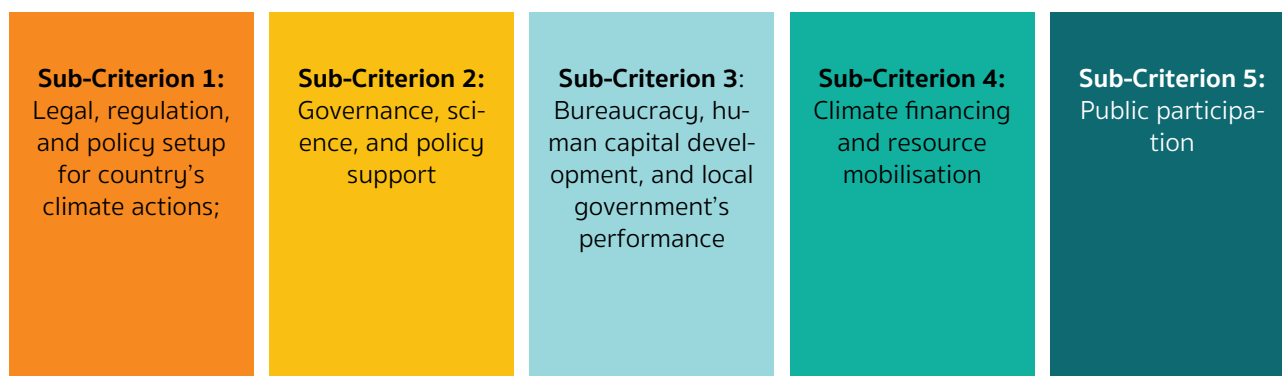 Sub-Criterion 1:
Legal, regulation,
and policy setup
for country's
climate actions;
Sub-Criterion 2:
Governance, sci-
ence, and policy
support
Sub-Criterion 3:
Bureaucracy, hu-
man capital devel-
opment, and local
government's
performance
Sub-Criterion 4:
Climate financing
and resource
mobilisation
Sub-Criterion 5:
Public participa-
tion